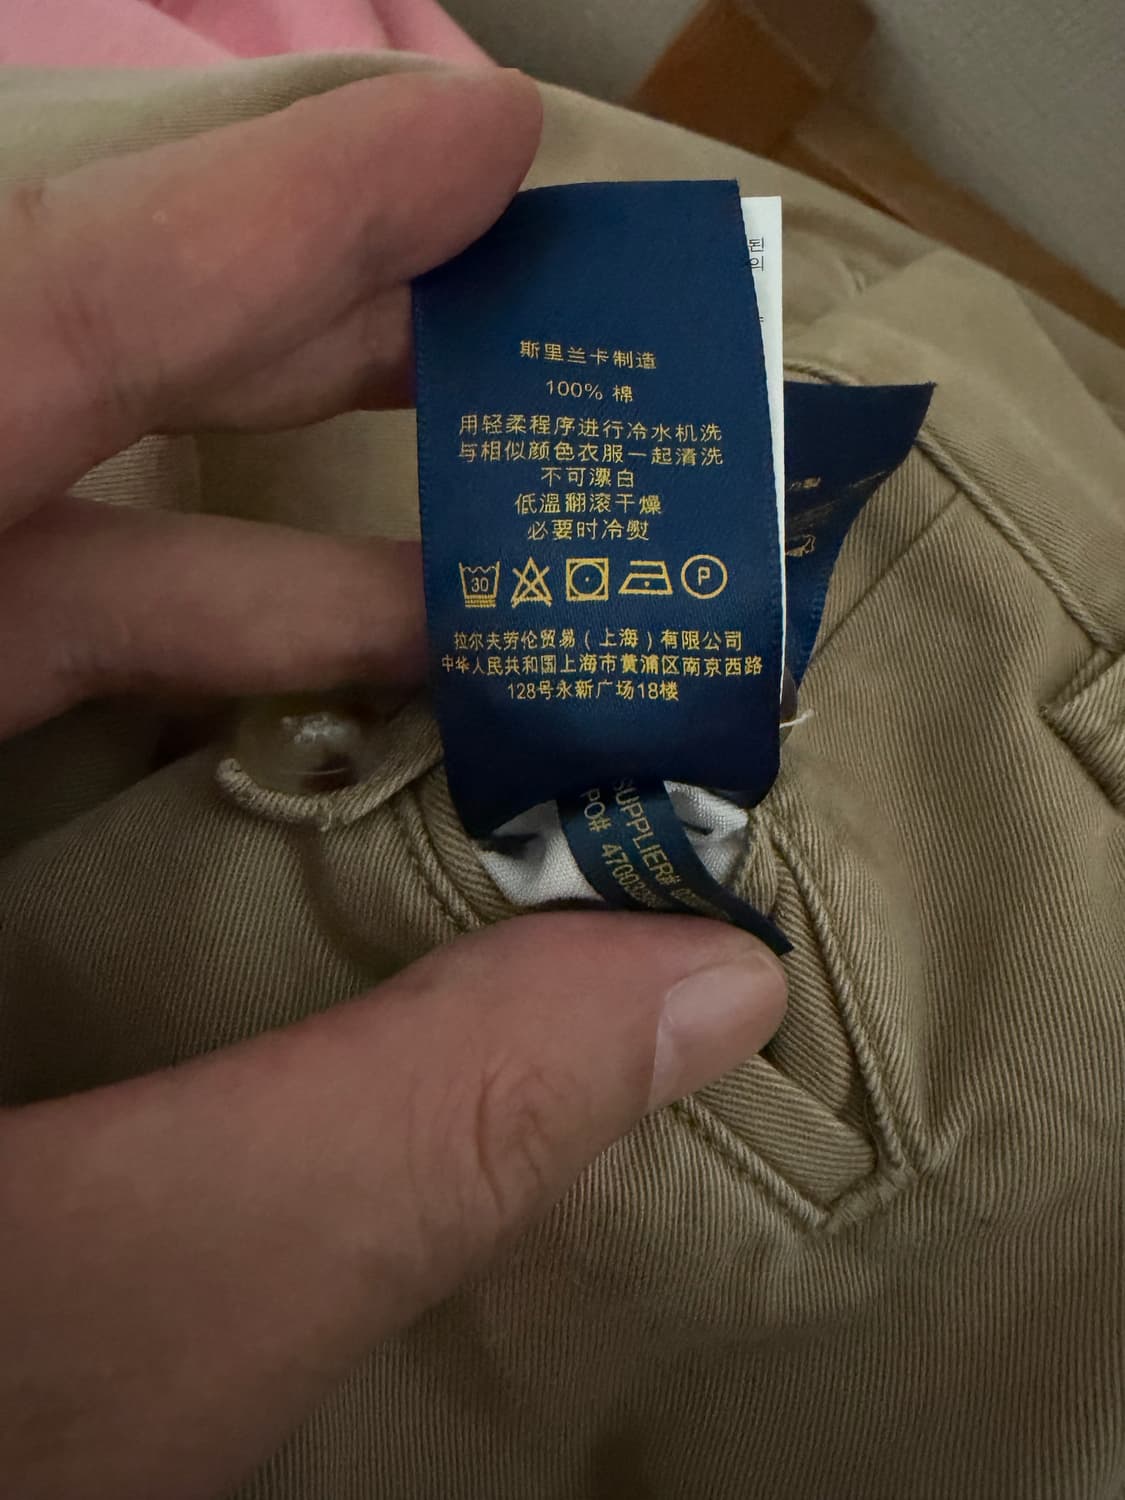 斯里兰卡制造
100% 棉
用轻柔程序进行冷水机洗
与相似颜色衣服一起清洗
不可漂白
低温翻滚干燥
必要时冷熨
30
P
拉尔夫劳伦贸易（上海）有限公司
中华人民共和国上海市黄浦区南京西路
128号永新广场18楼
된
의
SUPPLIER#
PO# 4700